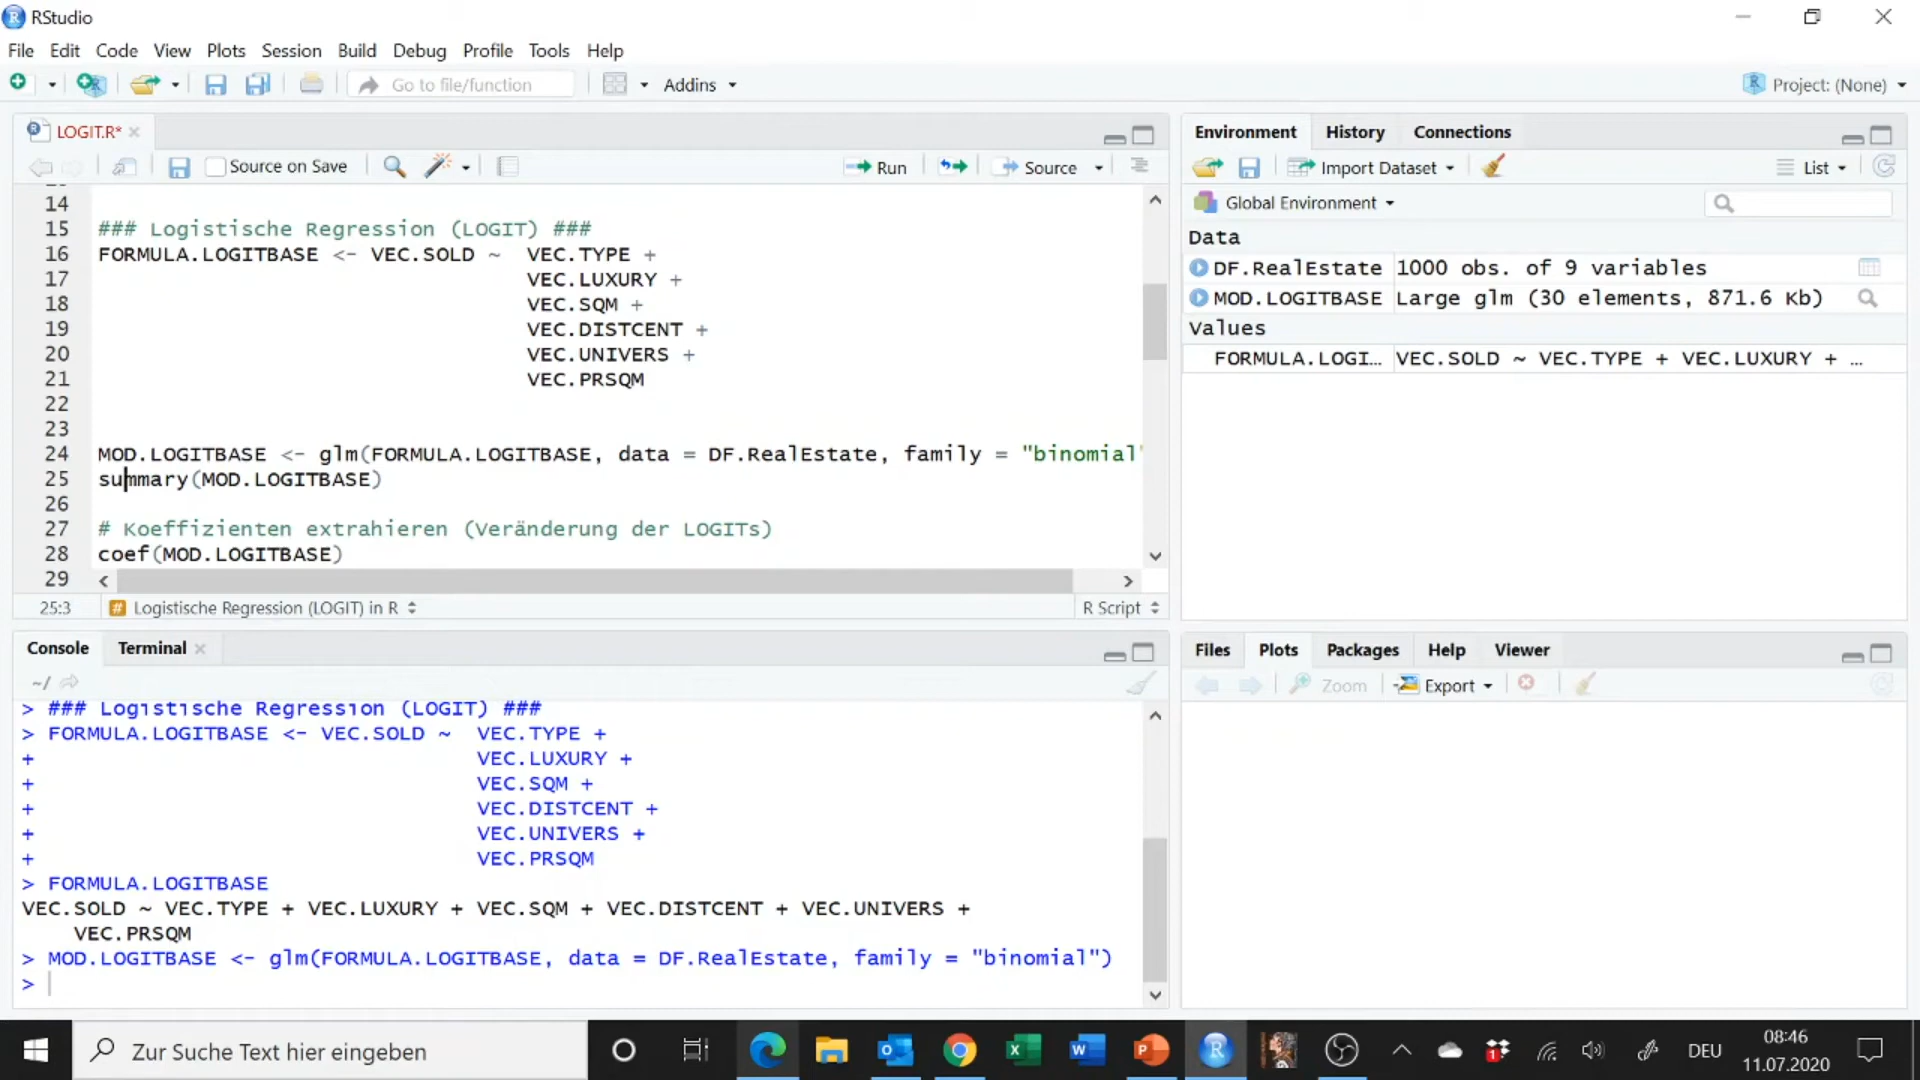 RStudio
File Edit Code View Plots Session Build Debug Profile Tools Help
Go to file/function Addins Project: (None)
LOGIT.R*
Source on Save Run Source
14
15 ### Logistische Regression (LOGIT) ###
16 FORMULA.LOGITBASE <- VEC.SOLD ~ VEC.TYPE +
17 VEC.LUXURY +
18 VEC.SQM +
19 VEC.DISTCENT +
20 VEC.UNIVERS +
21 VEC.PRSQM
22
23
24 MOD.LOGITBASE <- glm(FORMULA.LOGITBASE, data = DF.RealEstate, family = "binomial"
25 summary(MOD.LOGITBASE)
26
27 # Koeffizienten extrahieren (Veränderung der LOGITs)
28 coef(MOD.LOGITBASE)
29
25:3 # Logistische Regression (LOGIT) in R R Script
Console Terminal
~/
> ### Logistische Regression (LOGIT) ###
> FORMULA.LOGITBASE <- VEC.SOLD ~ VEC.TYPE +
+ VEC.LUXURY +
+ VEC.SQM +
+ VEC.DISTCENT +
+ VEC.UNIVERS +
+ VEC.PRSQM
> FORMULA.LOGITBASE
VEC.SOLD ~ VEC.TYPE + VEC.LUXURY + VEC.SQM + VEC.DISTCENT + VEC.UNIVERS +
VEC.PRSQM
> MOD.LOGITBASE <- glm(FORMULA.LOGITBASE, data = DF.RealEstate, family = "binomial")
>
Environment History Connections
Import Dataset List
Global Environment
Data
DF.RealEstate 1000 obs. of 9 variables
MOD.LOGITBASE Large glm (30 elements, 871.6 Kb)
Values
FORMULA.LOGI... VEC.SOLD ~ VEC.TYPE + VEC.LUXURY + ...
Files Plots Packages Help Viewer
Zoom Export
Zur Suche Text hier eingeben
DEU
08:46
11.07.2020